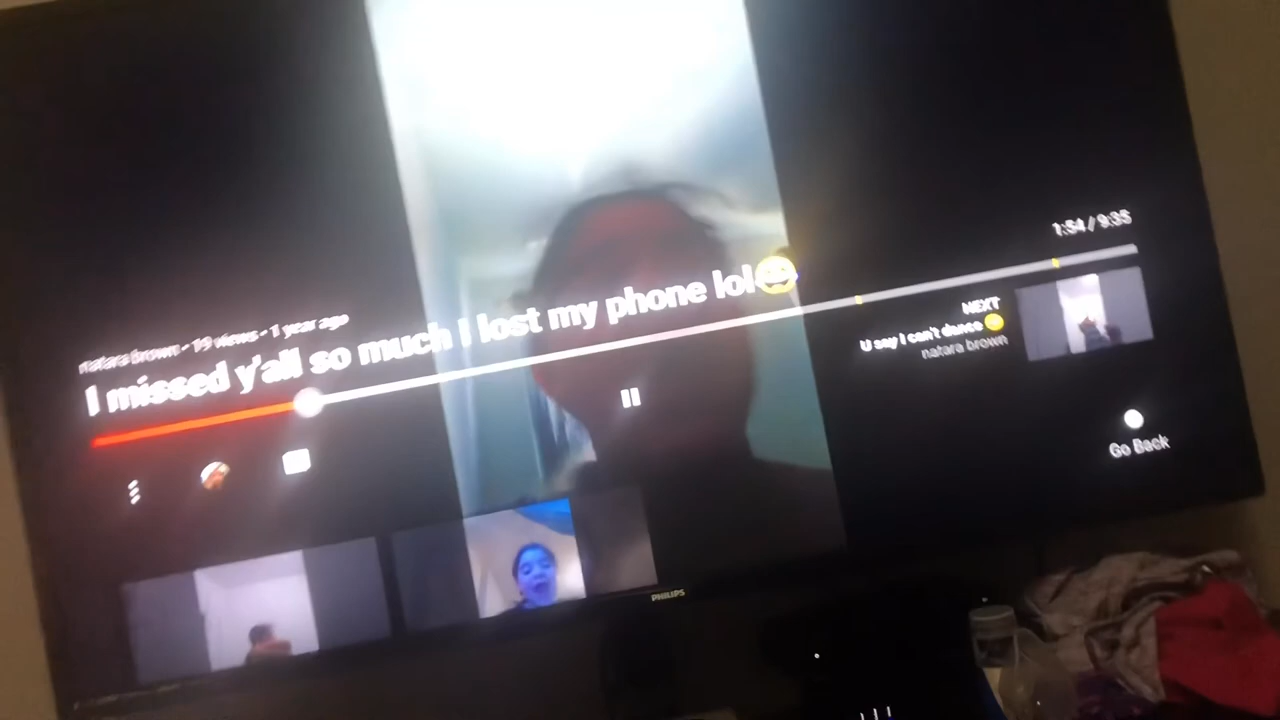 natara brown • 19 views • 1 year ago
I missed y'all so much I lost my phone lol😁
1:54 / 9:35
NEXT
U say I can't dance
natara brown
Go Back
PHILIPS